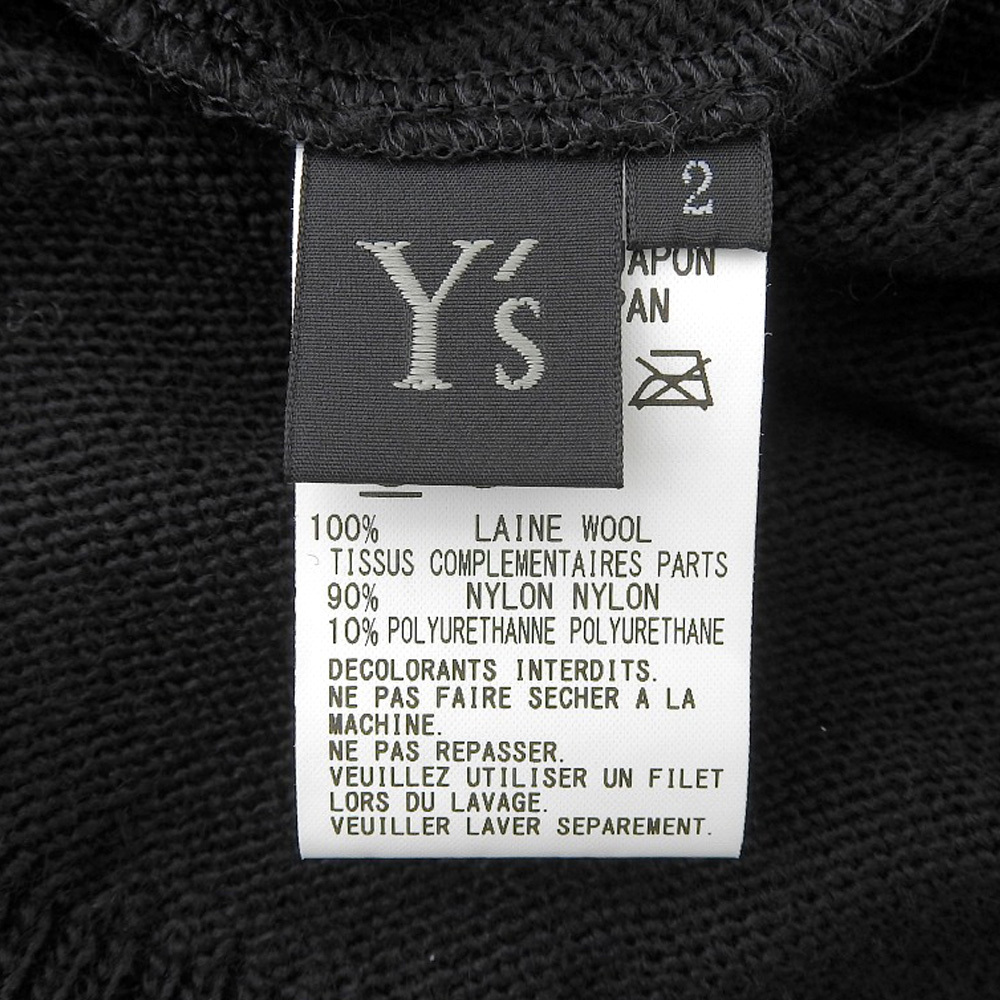 Y's
2
APON
PAN
100% LAINE WOOL
TISSUS COMPLEMENTAIRES PARTS
90% NYLON NYLON
10% POLYURETHANNE POLYURETHANE
DECOLORANTS INTERDITS.
NE PAS FAIRE SECHER A LA
MACHINE.
NE PAS REPASSER.
VEUILLEZ UTILISER UN FILET
LORS DU LAVAGE.
VEUILLER LAVER SEPAREMENT.